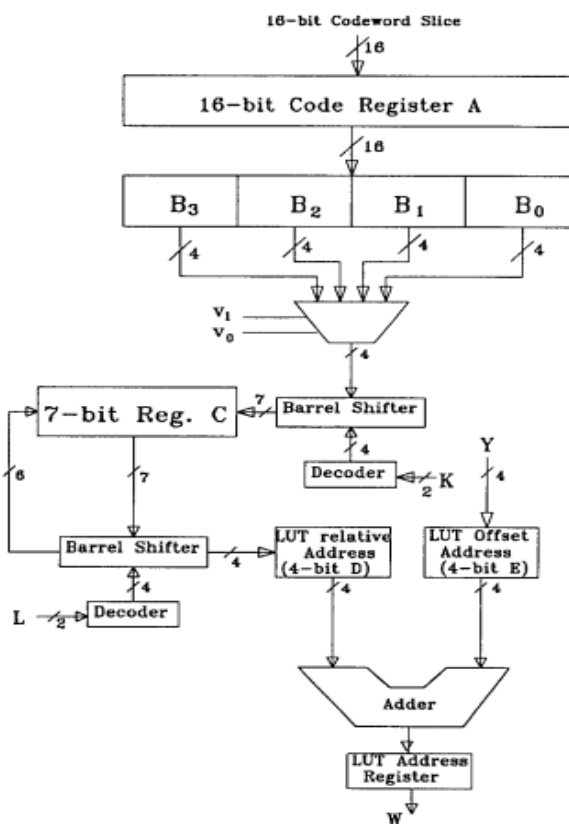 16-bit Codeword Slice
16
16-bit Code Register A
16
B3 B2 B1 B0
4 4 4 4
v1
v0
4
7-bit Reg. C
7
Barrel Shifter
4
Decoder
2
K
Y
4
6
7
Barrel Shifter
4
LUT relative
Address
(4-bit D)
LUT Offset
Address
(4-bit E)
4
L
2
Decoder
4
4
Adder
LUT Address
Register
W